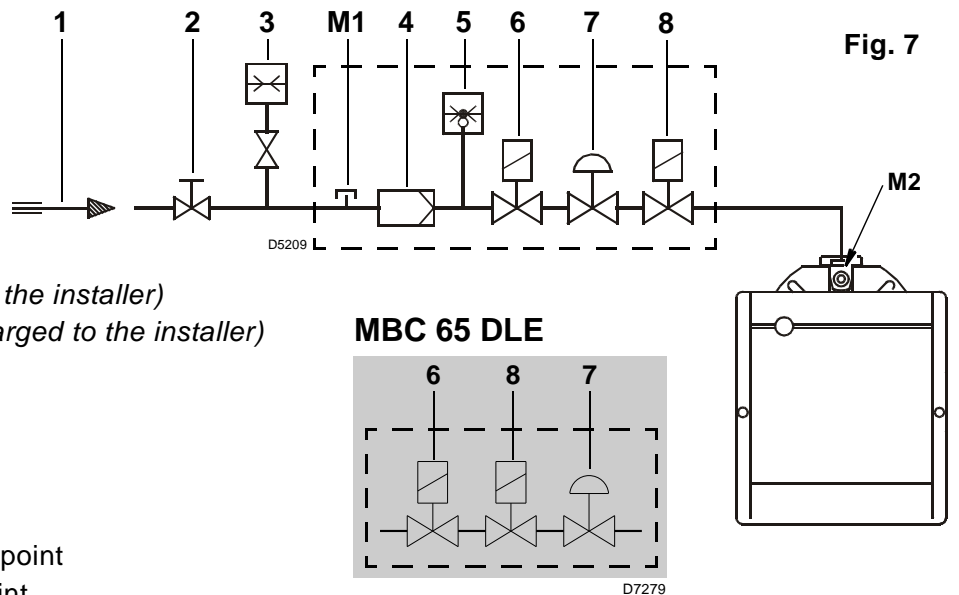 1 2 3 M1 4 5 6 7 8
Fig. 7
M2
D5209
the installer)
arged to the installer)
MBC 65 DLE
6 8 7
point
D7279